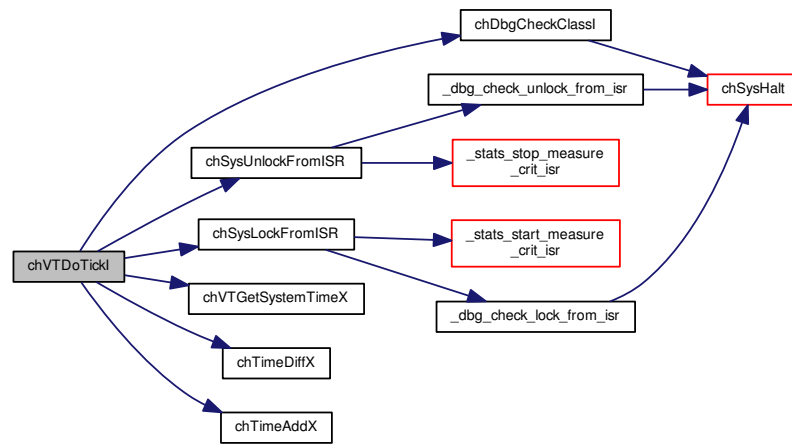 chDbgCheckClassI
_dbg_check_unlock_from_isr
chSysHalt
chSysUnlockFromISR
_stats_stop_measure
_crit_isr
chSysLockFromISR
_stats_start_measure
_crit_isr
chVTDoTickI
chVTGetSystemTimeX
_dbg_check_lock_from_isr
chTimeDiffX
chTimeAddX